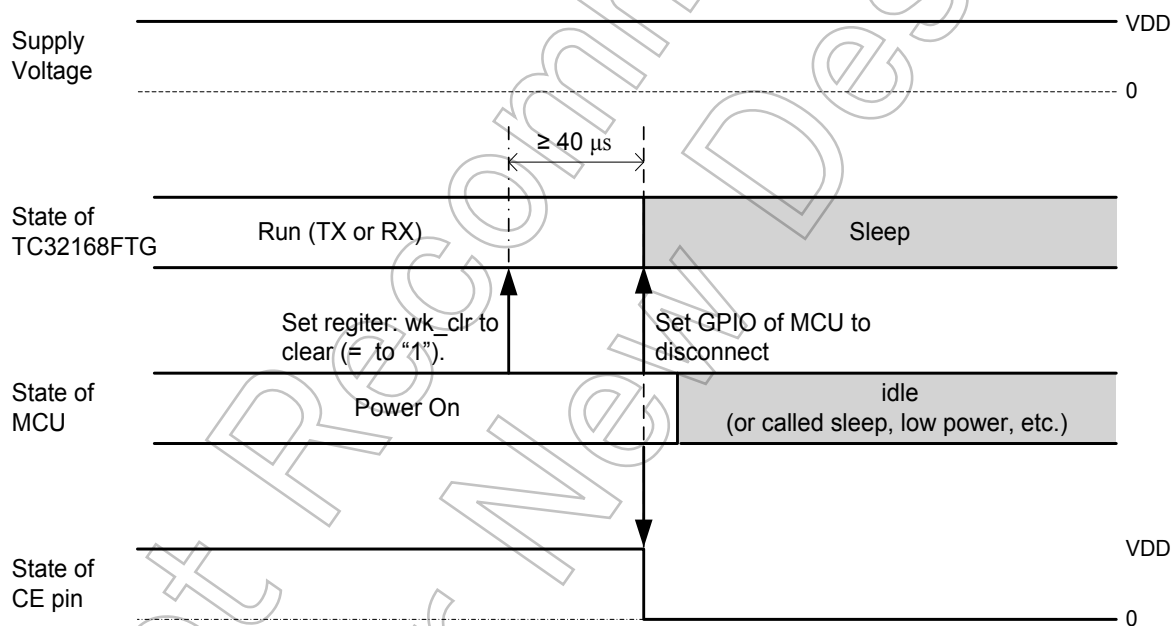 VDD
Supply
Voltage
0
≥ 40 μs
State of
TC32168FTG
Run (TX or RX)
Sleep
Set regiter: wk_clr to
clear (= to “1”).
Set GPIO of MCU to
disconnect
State of
MCU
Power On
idle
(or called sleep, low power, etc.)
VDD
State of
CE pin
0